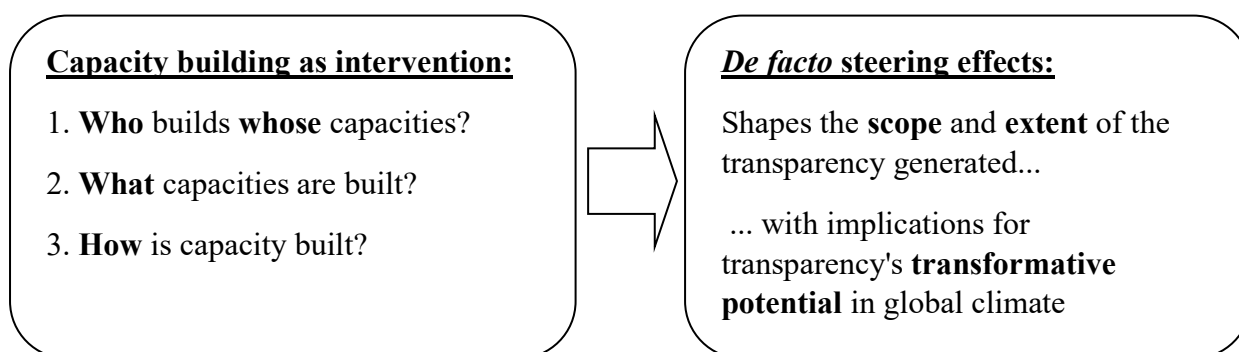 Capacity building as intervention:
1. Who builds whose capacities?
2. What capacities are built?
3. How is capacity built?
De facto steering effects:
Shapes the scope and extent of the
transparency generated...
... with implications for
transparency's transformative
potential in global climate